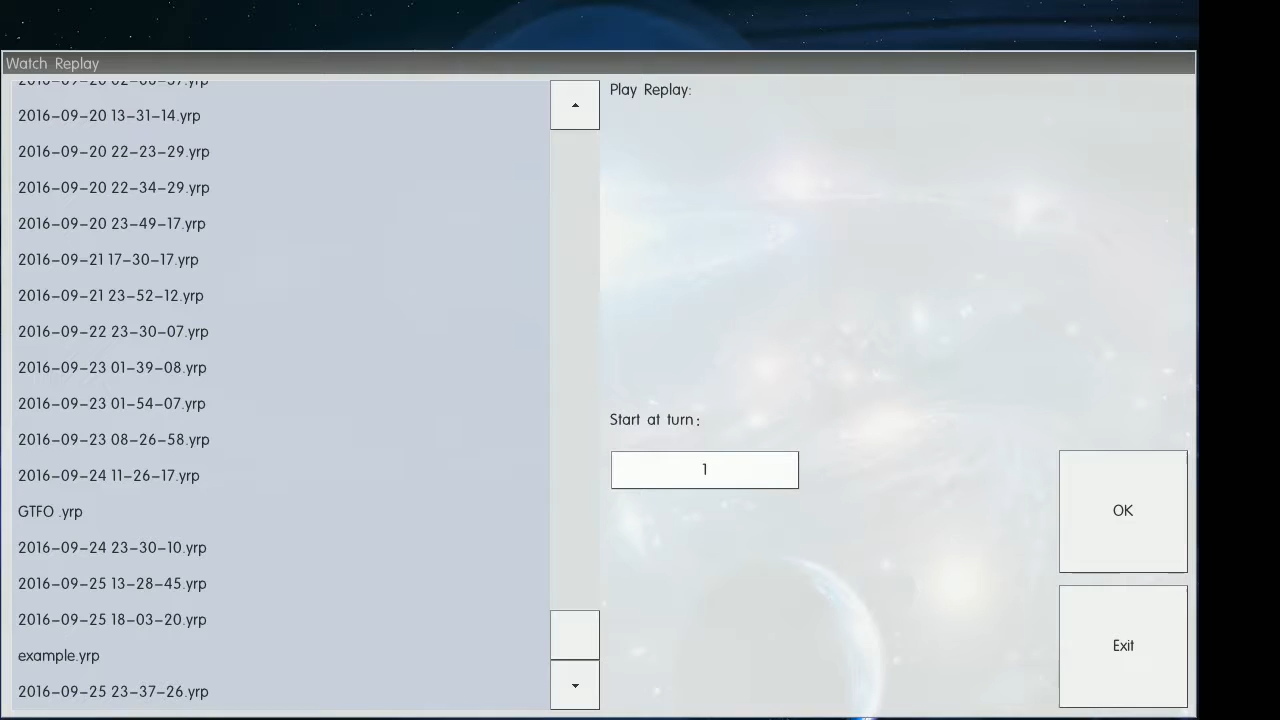 Watch Replay
2016-09-20 13-31-14.yrp
2016-09-20 22-23-29.yrp
2016-09-20 22-34-29.yrp
2016-09-20 23-49-17.yrp
2016-09-21 17-30-17.yrp
2016-09-21 23-52-12.yrp
2016-09-22 23-30-07.yrp
2016-09-23 01-39-08.yrp
2016-09-23 01-54-07.yrp
2016-09-23 08-26-58.yrp
2016-09-24 11-26-17.yrp
GTFO .yrp
2016-09-24 23-30-10.yrp
2016-09-25 13-28-45.yrp
2016-09-25 18-03-20.yrp
example.yrp
2016-09-25 23-37-26.yrp
Play Replay:
Start at turn:
1
OK
Exit